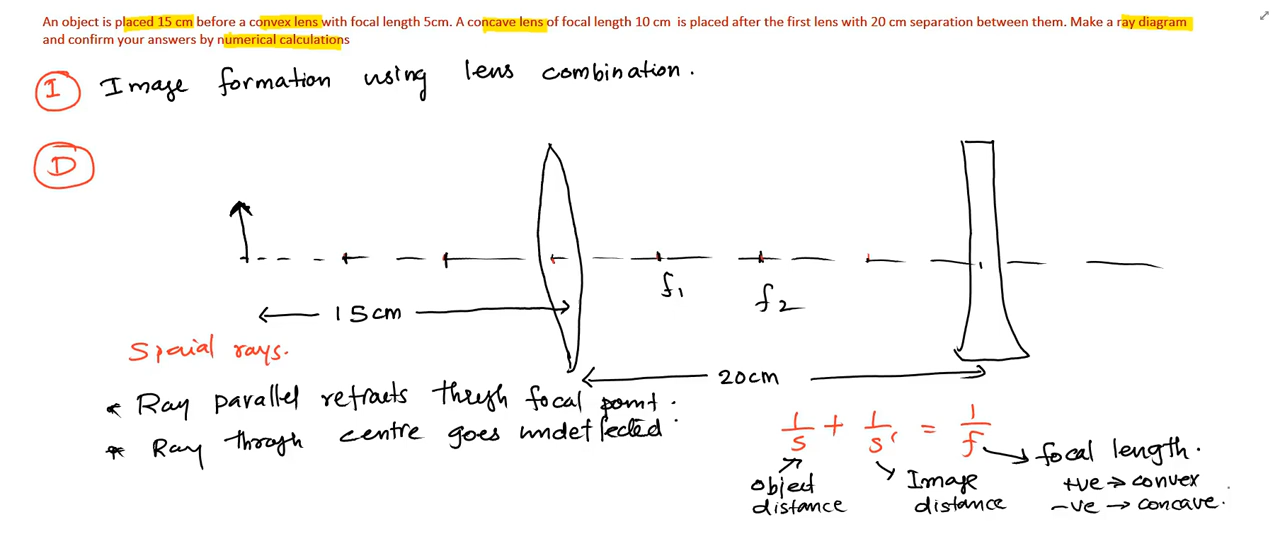 An object is placed 15 cm before a convex lens with focal length 5cm. A concave lens of focal length 10 cm is placed after the first lens with 20 cm separation between them. Make a ray diagram
and confirm your answers by numerical calculations
I Image formation using lens combination.
D
f₁ f₂
15cm
Special rays.
20cm
* Ray parallel refracts through focal point.
* Ray through centre goes undeflected.
1/s + 1/s' = 1/f
focal length.
Object distance
Image distance
+ve → convex
-ve → concave.